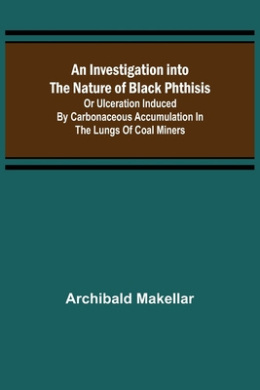 An Investigation into
The Nature of Black Phthisis
Or Ulceration Induced
By Carbonaceous Accumulation In
The Lungs Of Coal Miners
Archibald Makellar